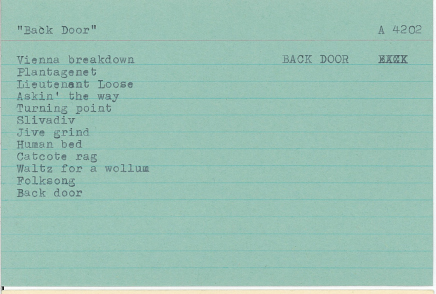 "Back Door" A 4202
Vienna breakdown BACK DOOR
Plantagenet
Lieutenant Loose
Askin' the way
Turning point
Slivadiv
Jive grind
Human bed
Catcote rag
Waltz for a wollum
Folksong
Back door